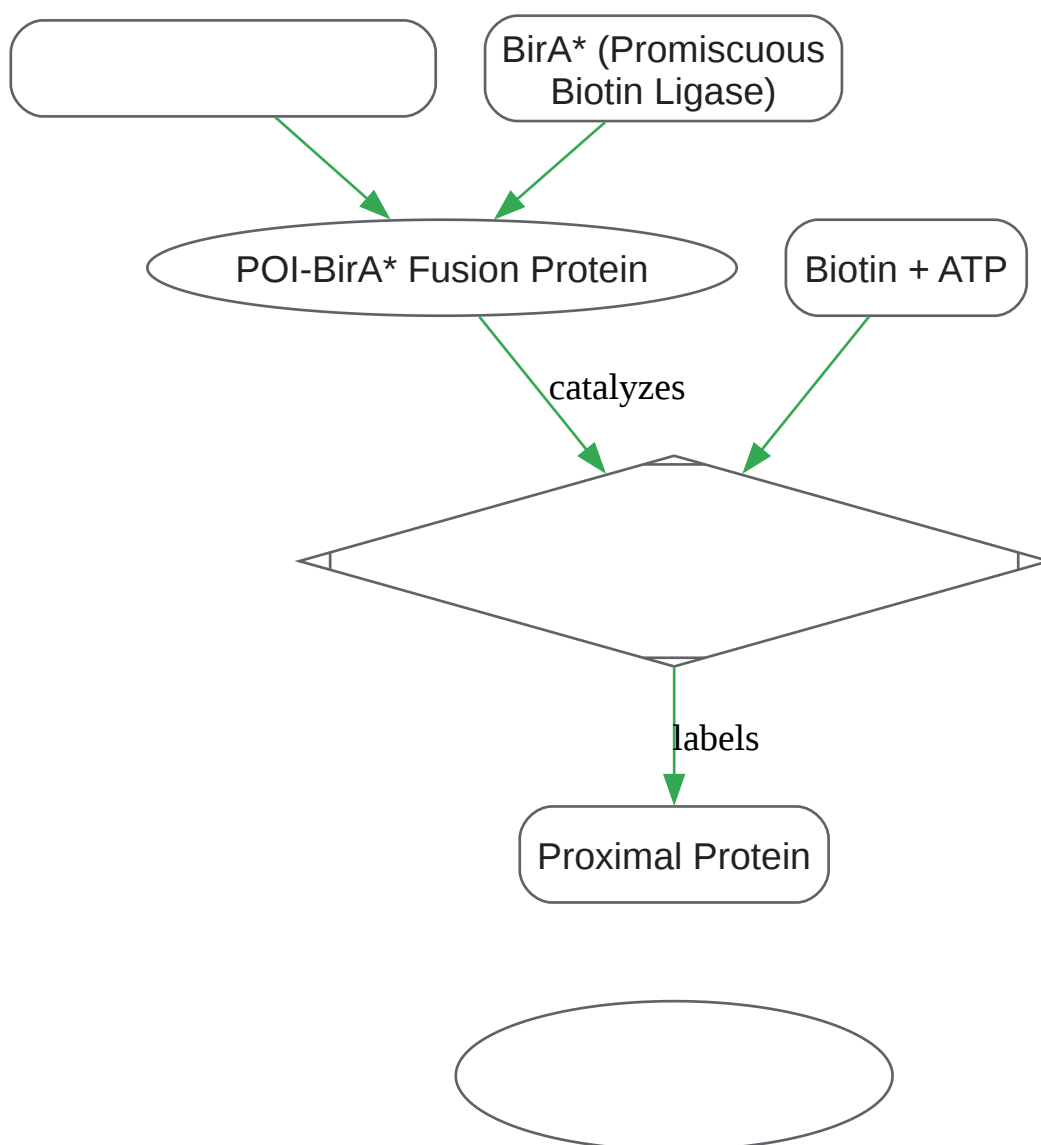 BirA* (Promiscuous
Biotin Ligase)
POI-BirA* Fusion Protein
Biotin + ATP
catalyzes
labels
Proximal Protein